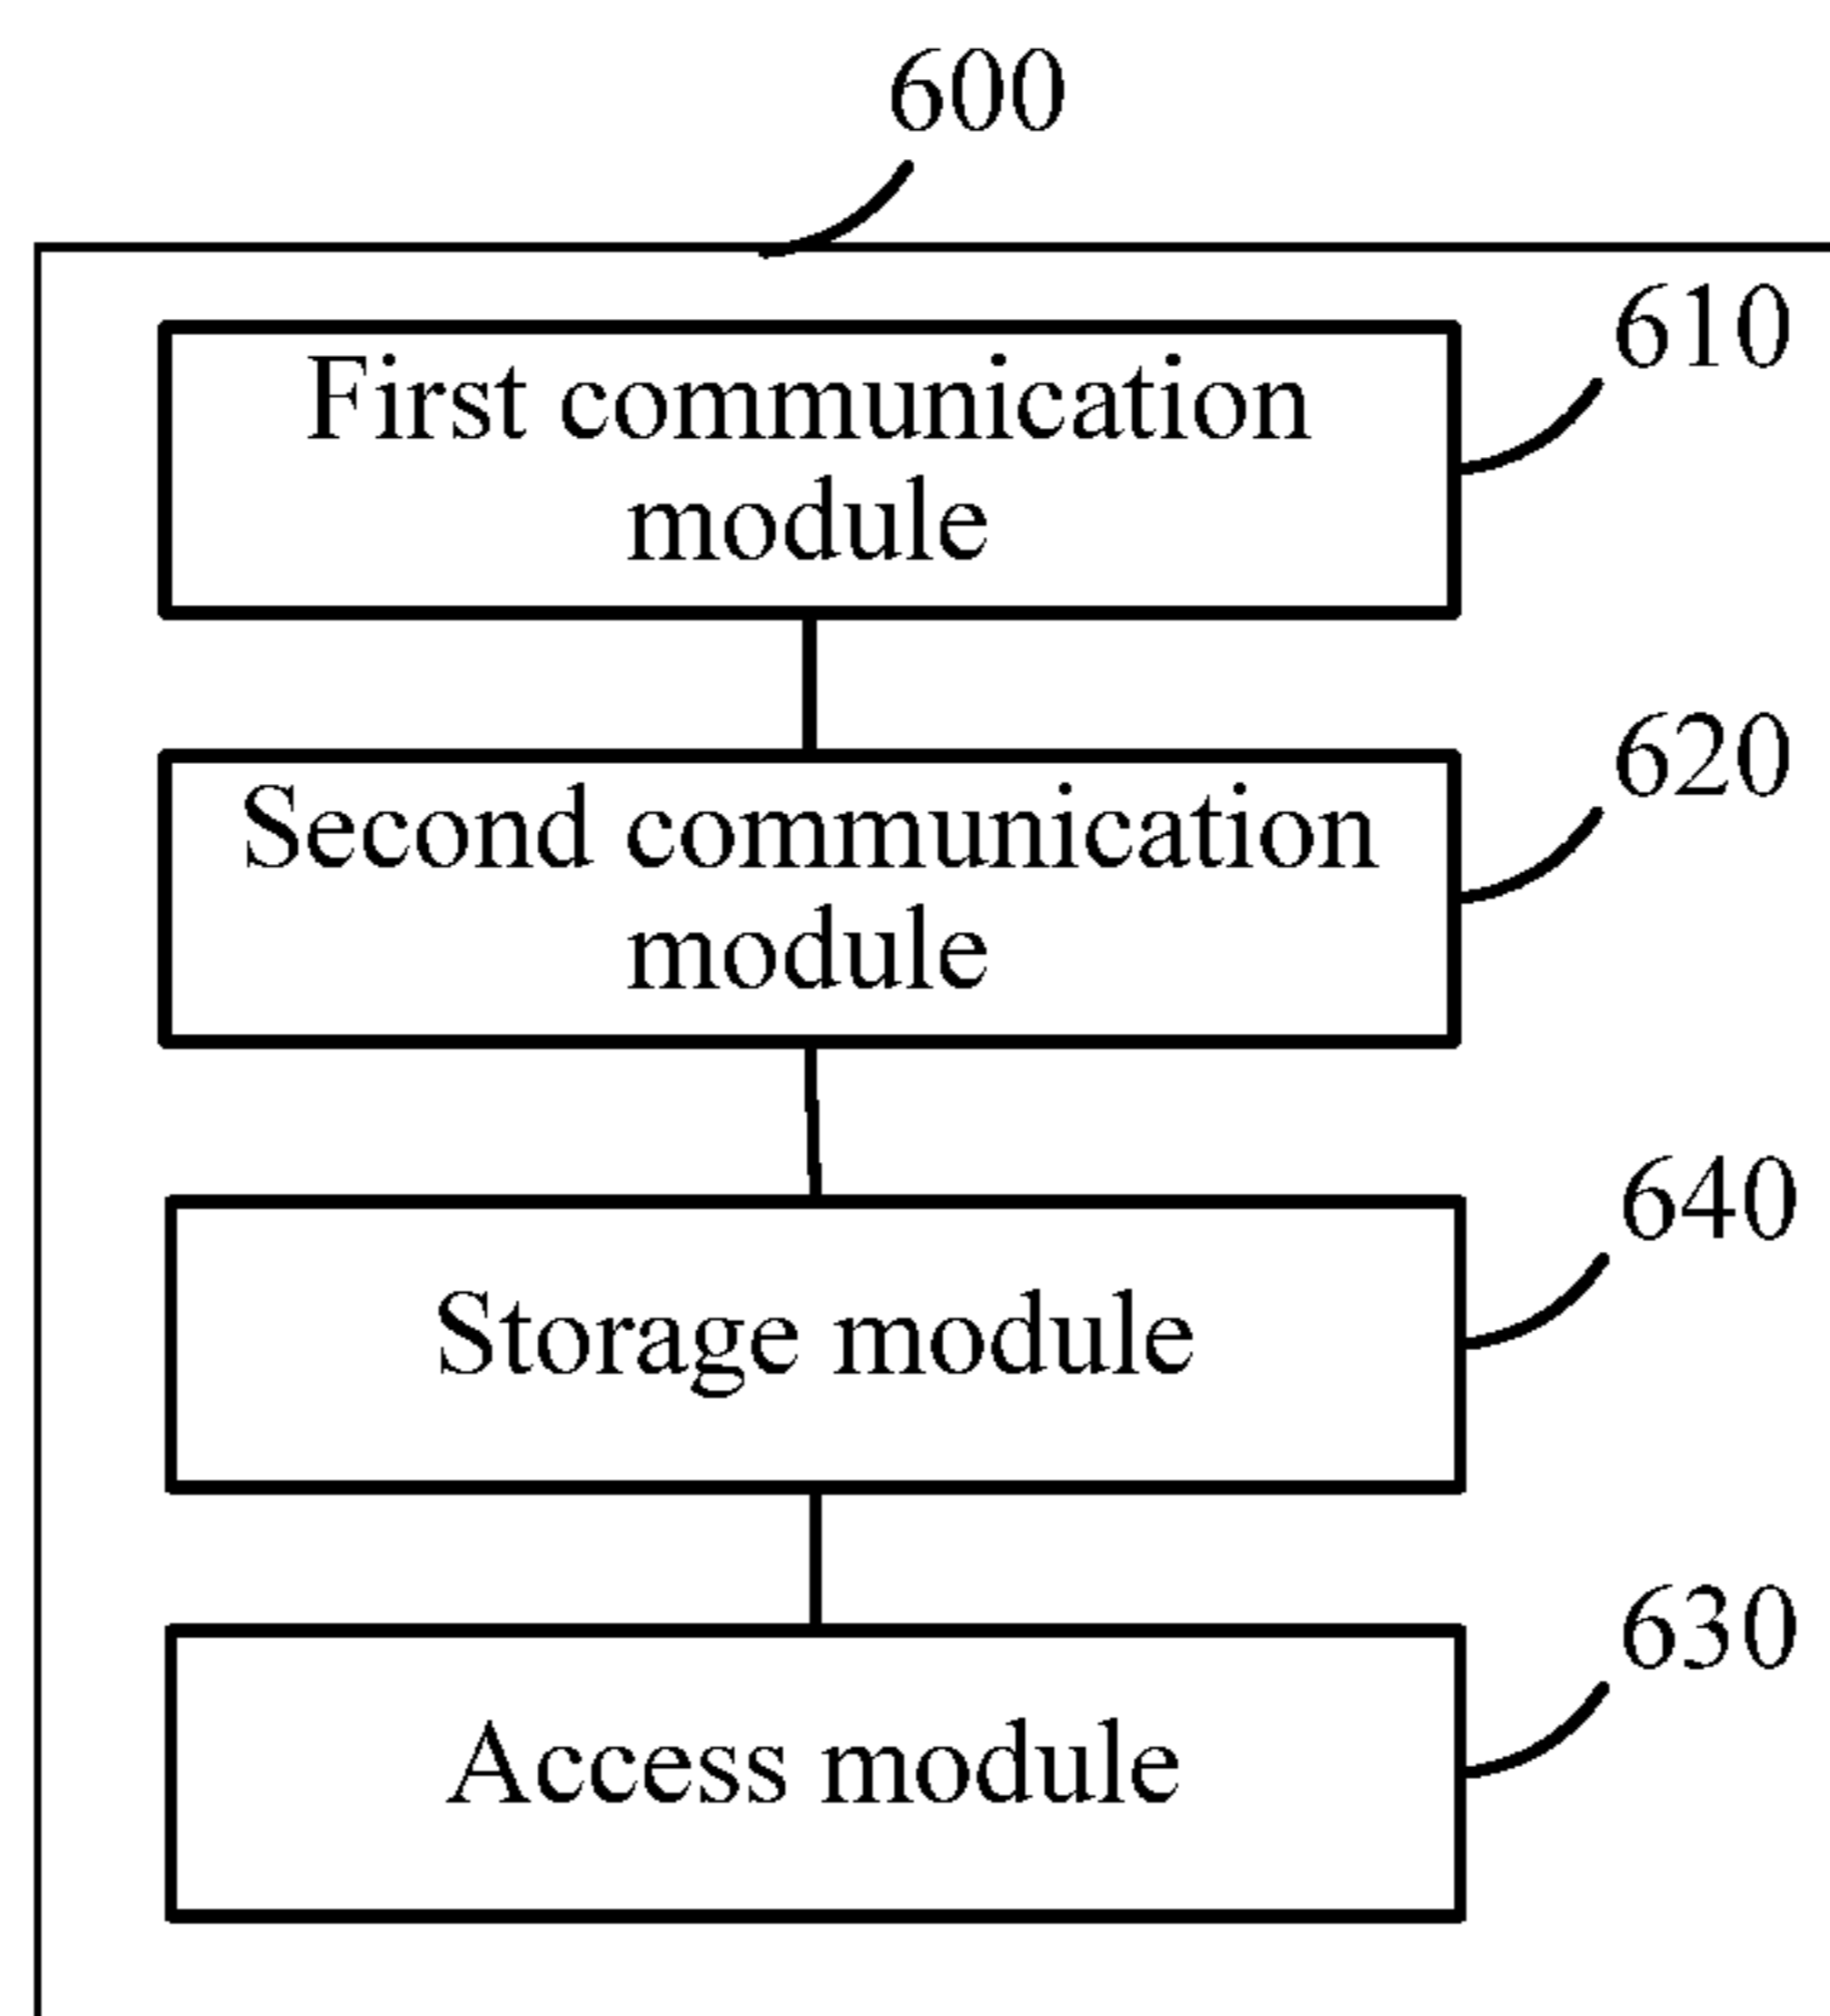 600
610
First communication
module
620
Second communication
module
640
Storage module
630
Access module